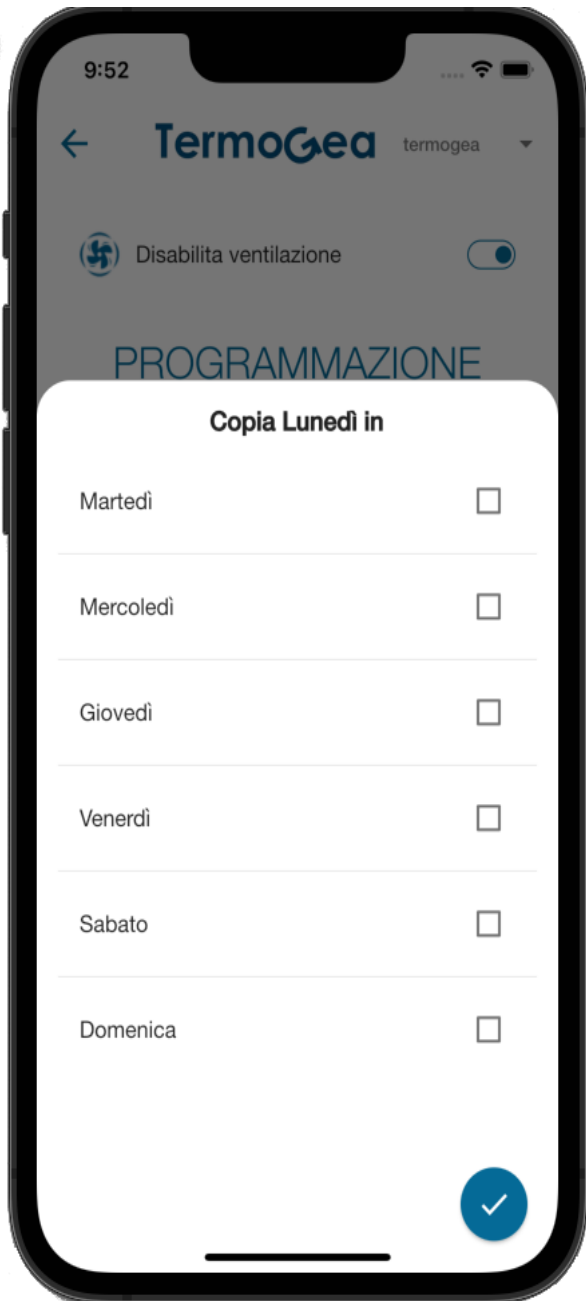 9:52
TermoGea termogea
Disabilita ventilazione
PROGRAMMAZIONE
Copia Lunedì in
Martedì
Mercoledì
Giovedì
Venerdì
Sabato
Domenica